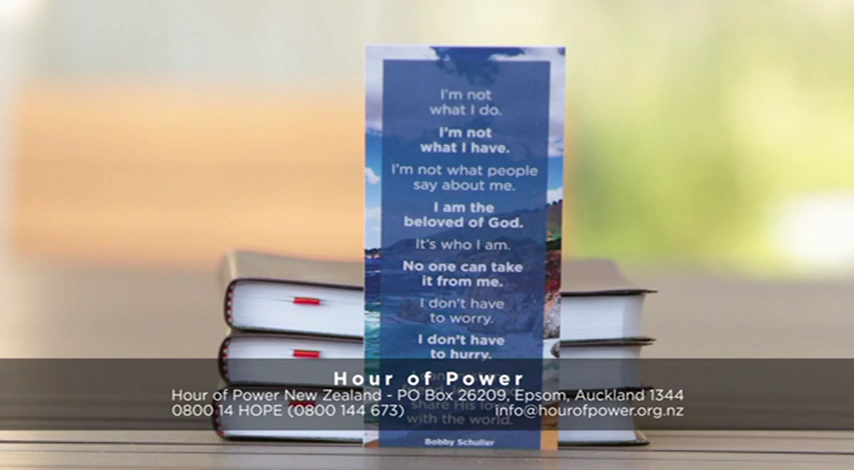 I'm not
what I do.
I'm not
what I have.
I'm not what people
say about me.
I am the
beloved of God.
It's who I am.
No one can take
it from me.
I don't have
to worry.
I don't have
to hurry.
share His love
with the world.
Bobby Schuller
Hour of Power
Hour of Power New Zealand - PO Box 26209, Epsom, Auckland 1344
0800 14 HOPE (0800 144 673) info@hourofpower.org.nz